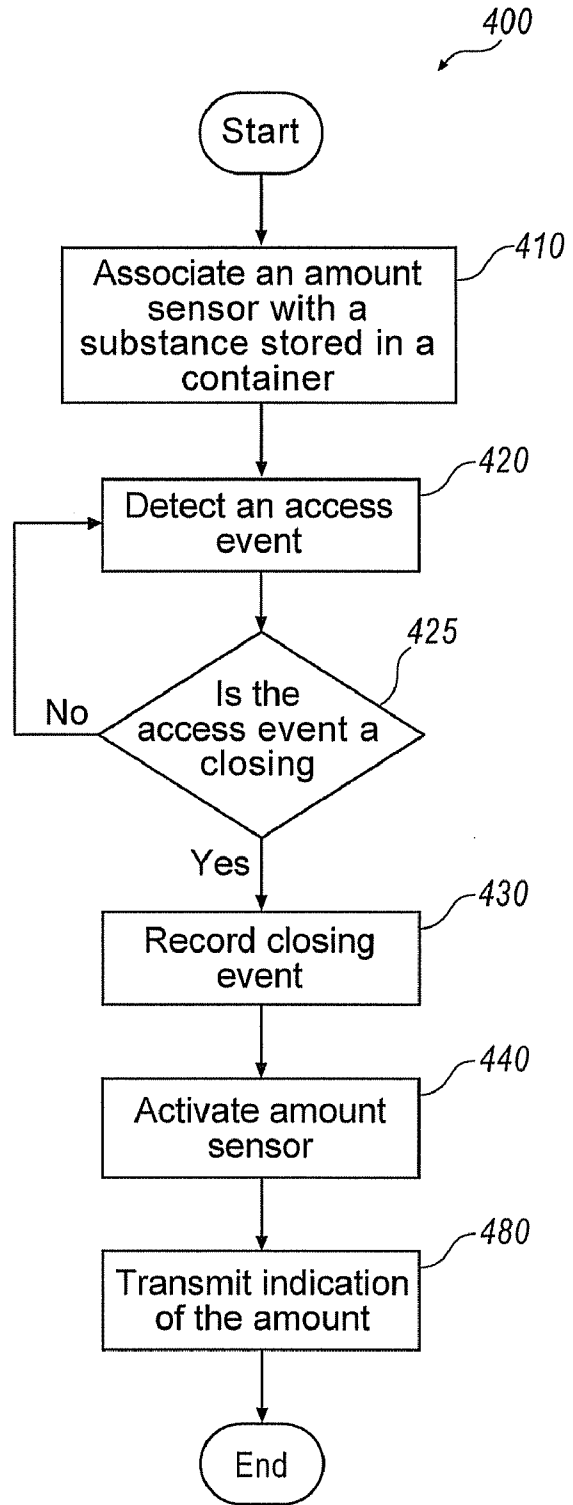 400
Start
410
Associate an amount
sensor with a
substance stored in a
container
420
Detect an access
event
425
Is the
access event a
closing
No
Yes
430
Record closing
event
440
Activate amount
sensor
480
Transmit indication
of the amount
End